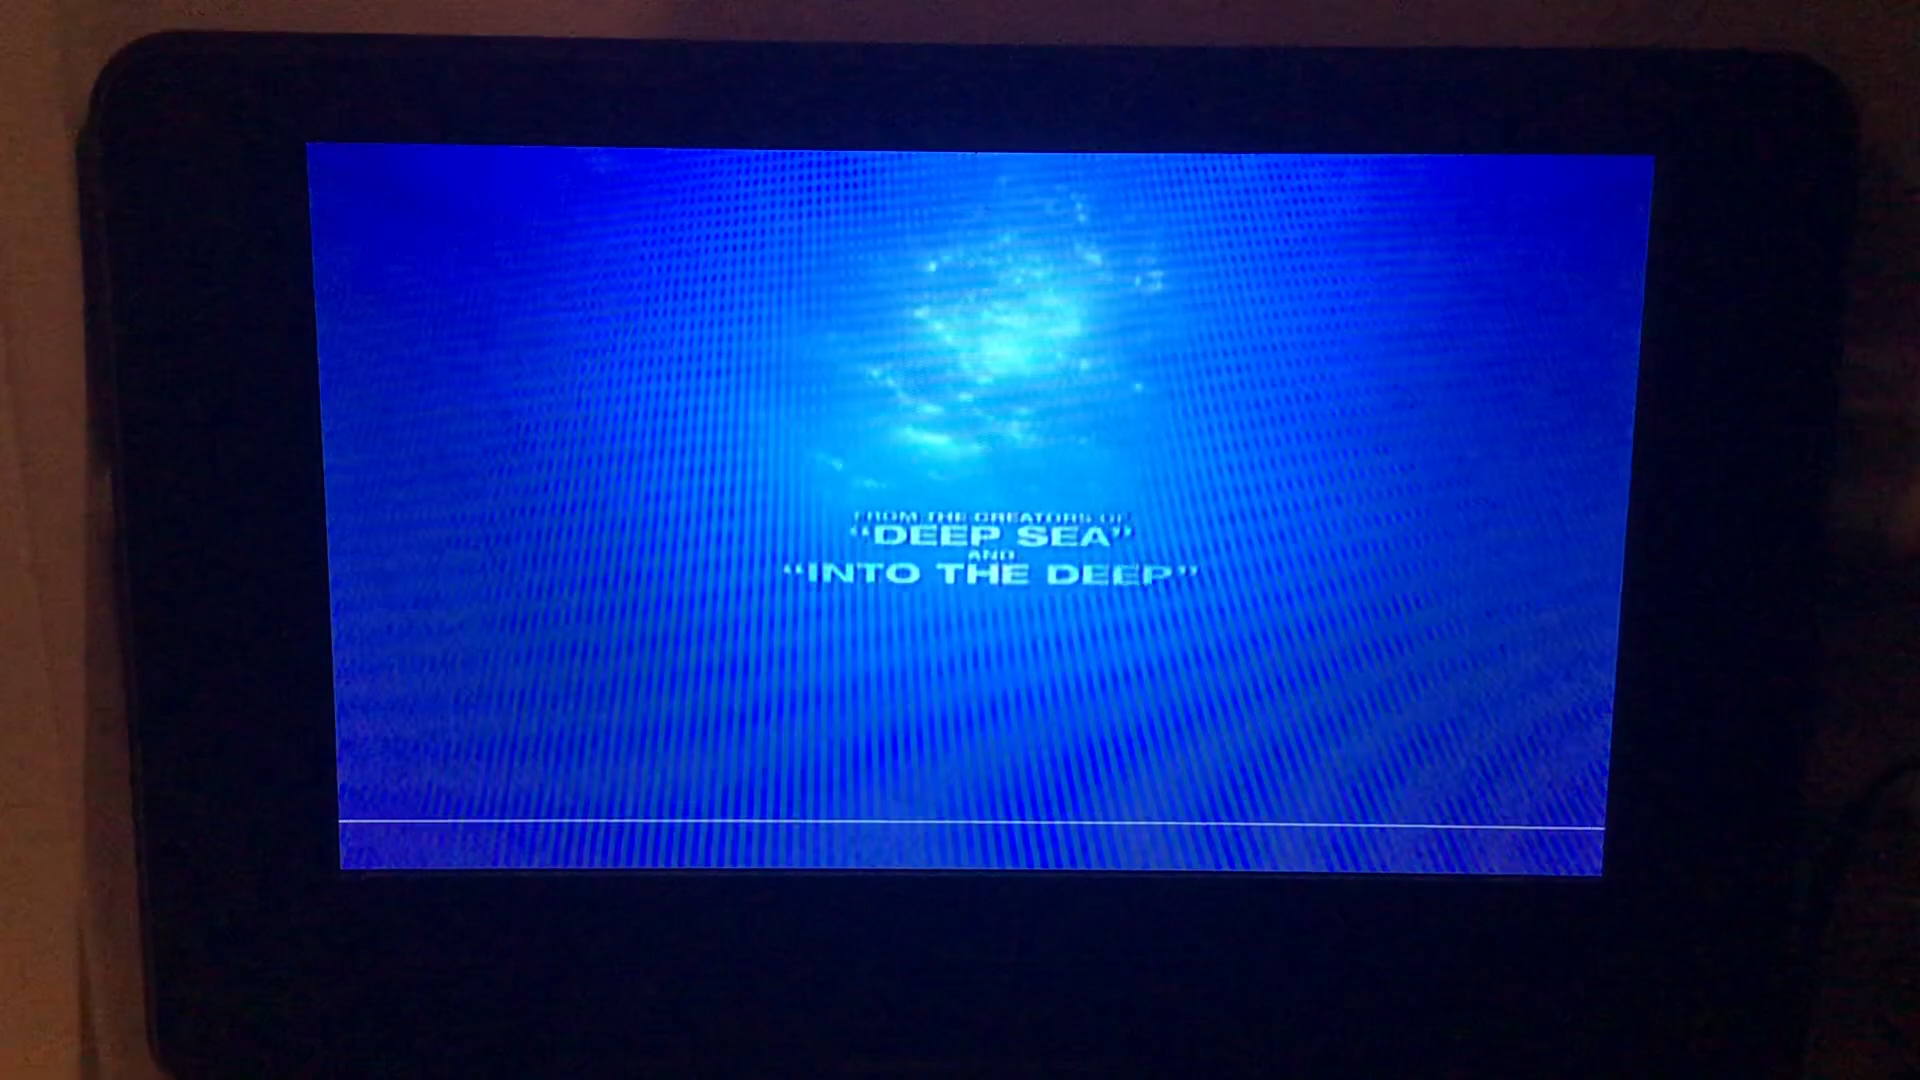 FROM THE CREATORS OF
“DEEP SEA”
AND
“INTO THE DEEP”